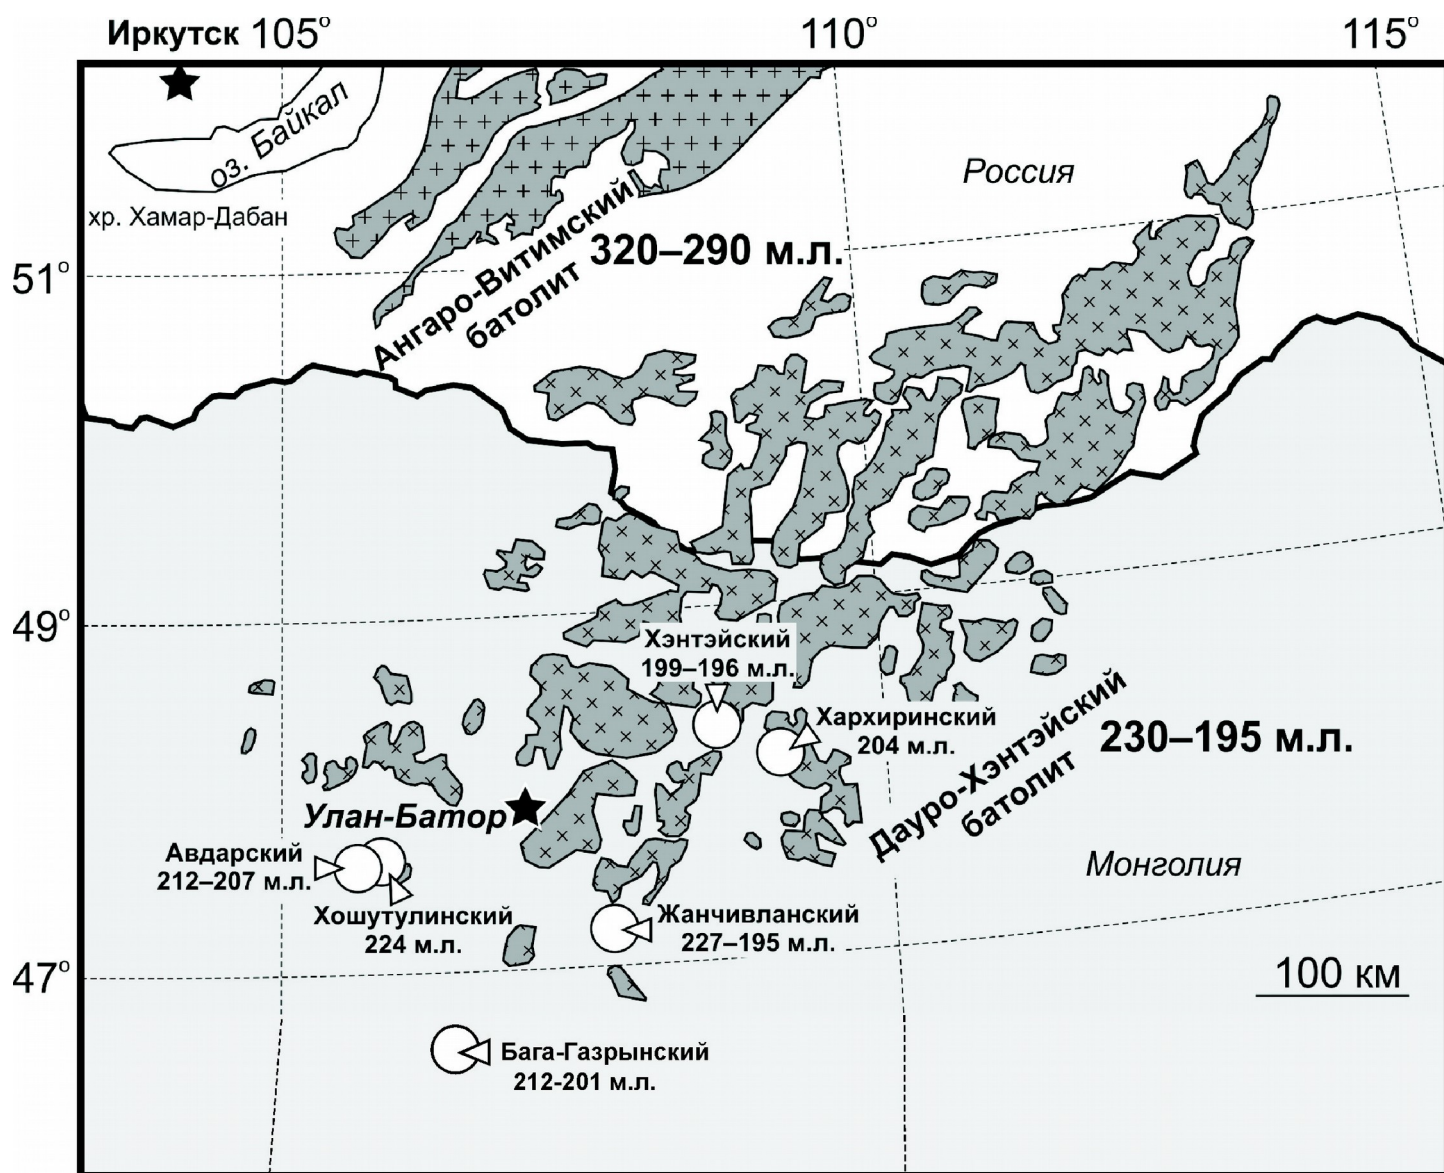 Иркутск 105° 110° 115°
оз. Байкал
Россия
хр. Хамар-Дабан
Ангаро-Витимский
батолит
320–290 м.л.
51°
49°
Хэнтэйский
199–196 м.л.
Хархиринский
204 м.л.
Дауро-Хэнтэйский
батолит
230–195 м.л.
Улан-Батор
Авдарский
212–207 м.л.
Монголия
Хошутулинский
224 м.л.
Жанчивланский
227–195 м.л.
47°
100 км
Бага-Газрынский
212-201 м.л.